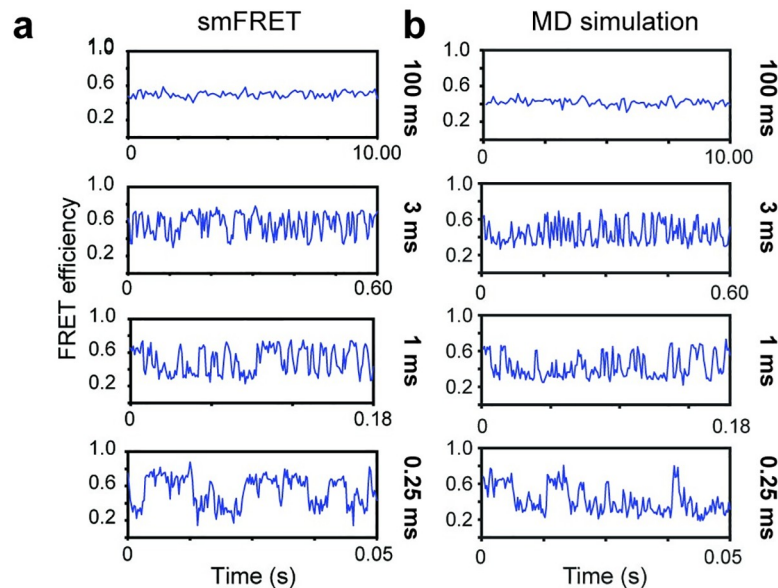 a smFRET b MD simulation
1.0 1.0
0.6 0.6
0.2 0.2
100 ms 100 ms
0 10.00 0 10.00
1.0 1.0
0.6 0.6
0.2 0.2
3 ms 3 ms
0 0.60 0 0.60
FRET efficiency
1.0 1.0
0.6 0.6
0.2 0.2
1 ms 1 ms
0 0.18 0 0.18
1.0 1.0
0.6 0.6
0.2 0.2
0.25 ms 0.25 ms
0 0.05 0 0.05
Time (s) Time (s)